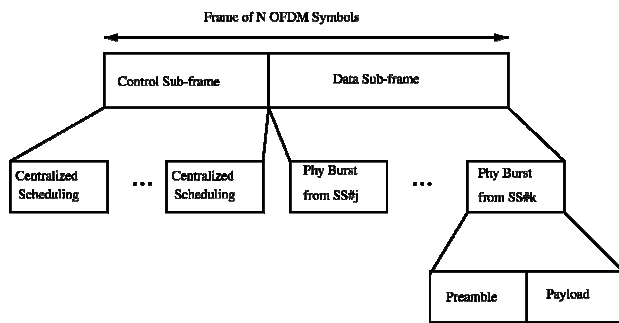 Frame of N OFDM Symbols
Control Sub-frame
Data Sub-frame
Centralized
Scheduling
...
Centralized
Scheduling
Phy Burst
from SS#j
...
Phy Burst
from SS#k
Preamble
Payload